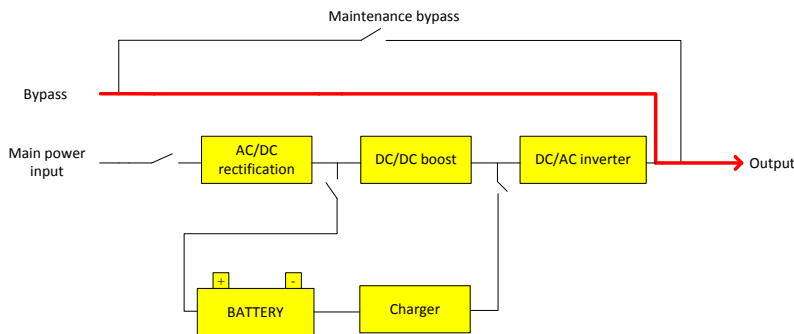 Maintenance bypass
Bypass
Main power
input
AC/DC
rectification
DC/DC boost
DC/AC inverter
Output
+
-
BATTERY
Charger